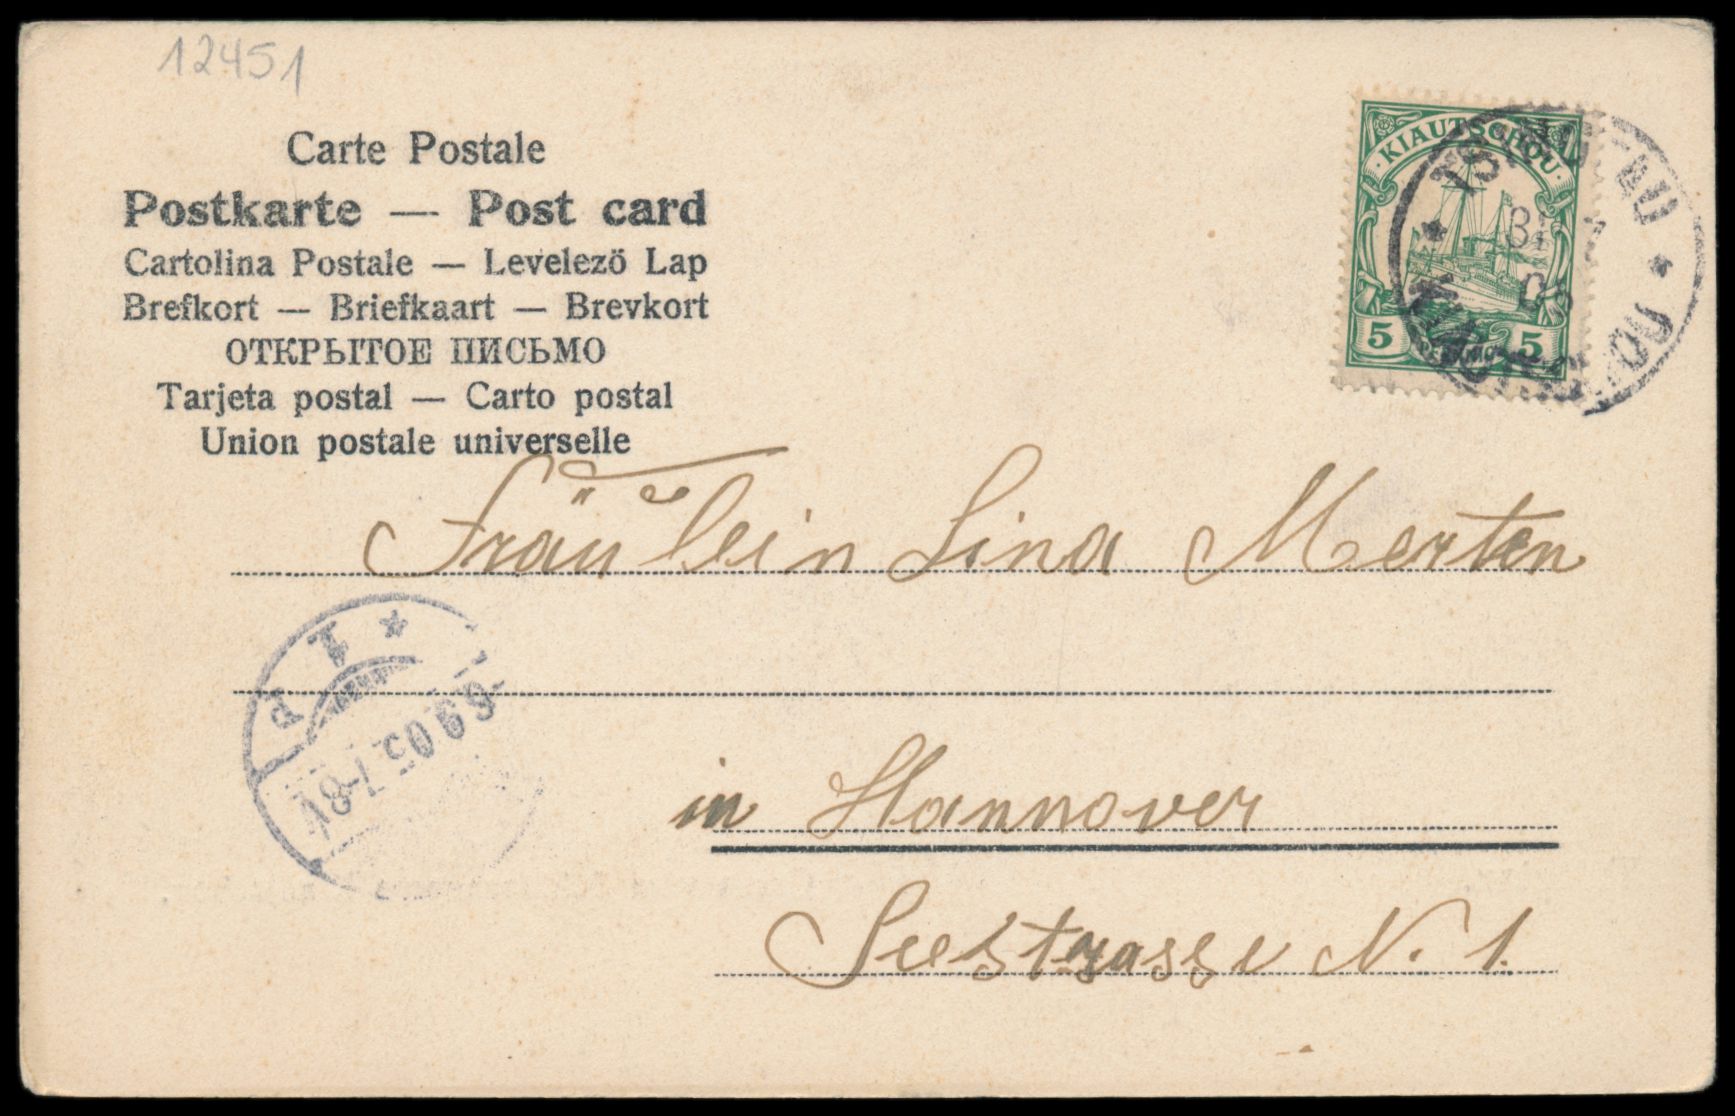 12451
Carte Postale
Postkarte — Post card
Cartolina Postale — Levelezö Lap
Brefkort — Briefkaart — Brevkort
ОТКРЫТОЕ ПИСЬМО
Tarjeta postal — Carto postal
Union postale universelle
KIAUTSCHOU
5 5
31
Fräulein Lina Merten
in Hannover
Seestrasse N. 1.